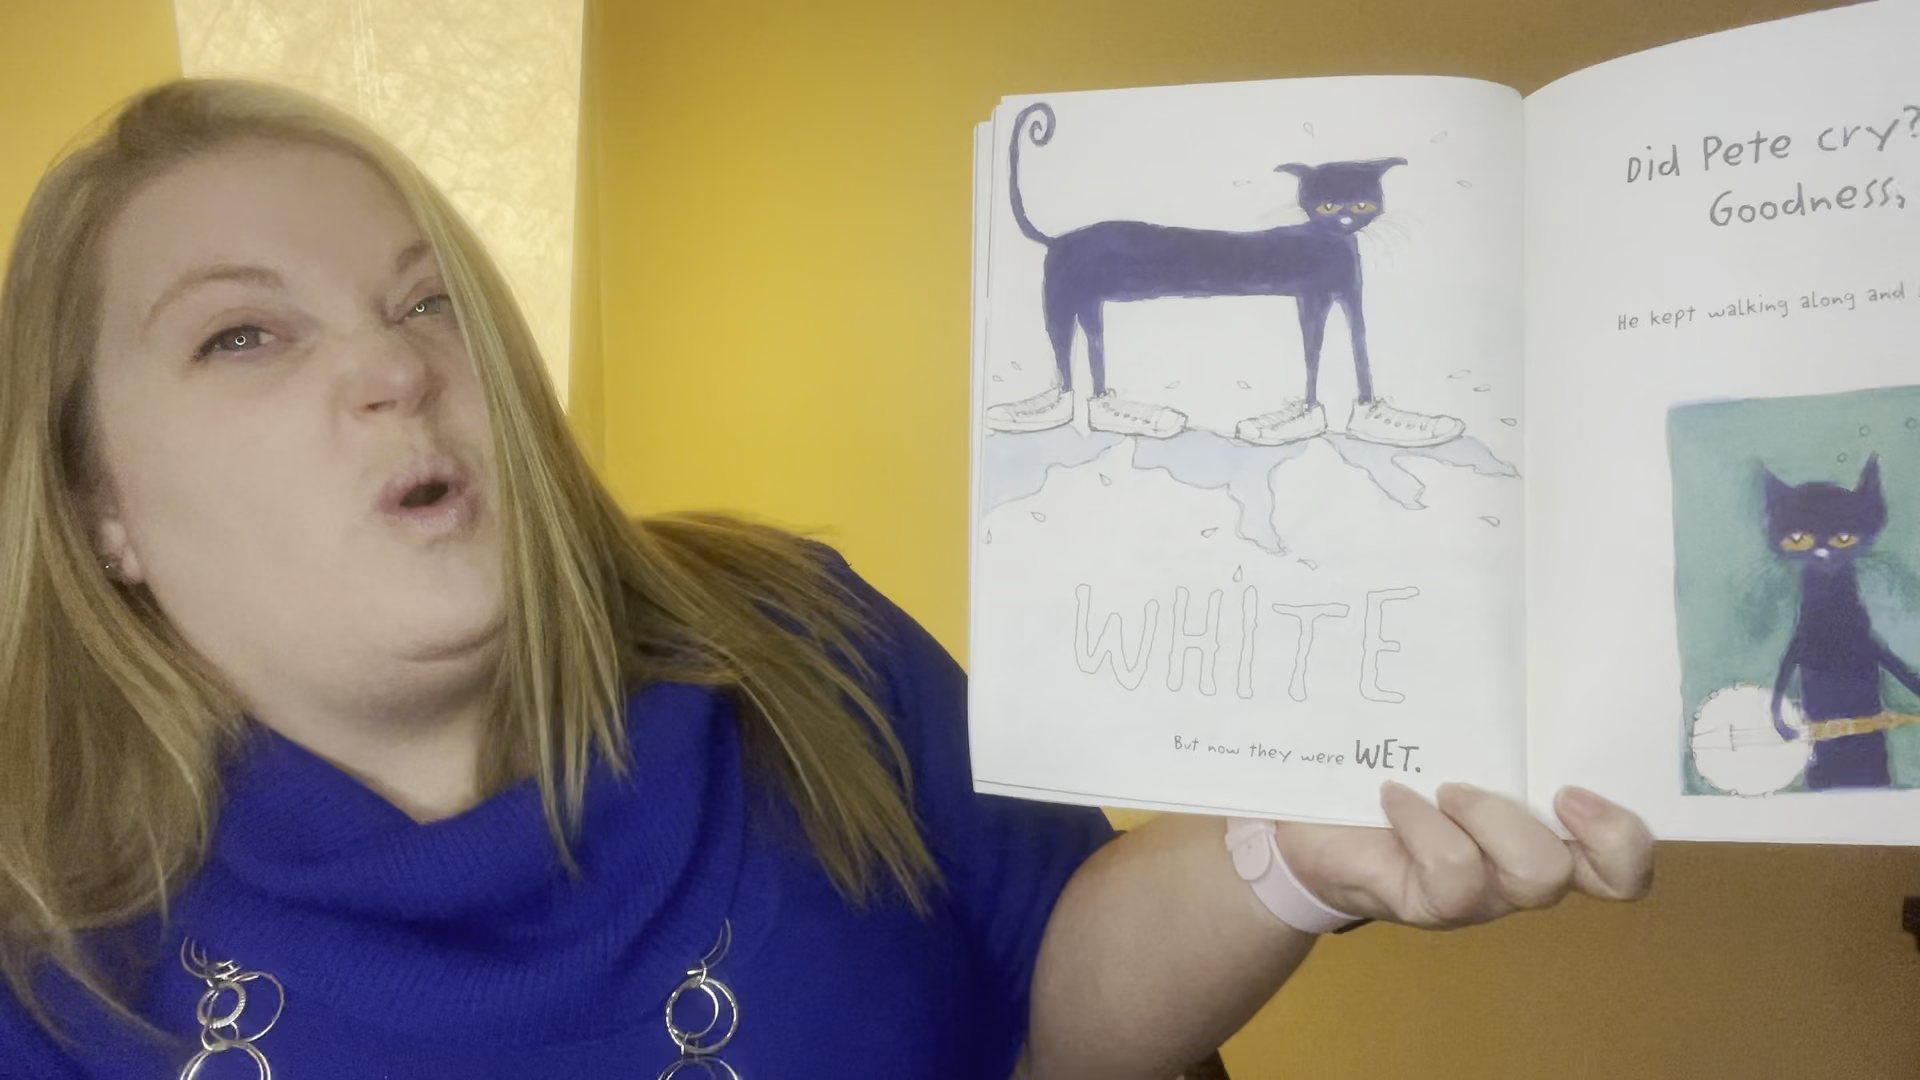 WHITE
But now they were WET.
Did Pete cry?
Goodness,
He kept walking along and